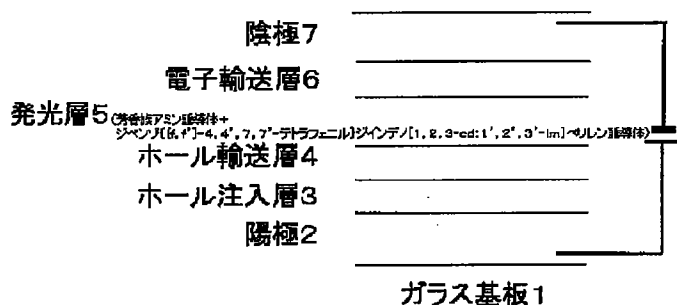 陰極7
電子輸送層6
発光層5(芳香族アミン誘導体+
ジベンゾ[{f,f']-4,4',7,7'-テトラフェニル}ジインデノ[1,2,3-cd:1',2',3'-lm]ペリレン誘導体)
ホール輸送層4
ホール注入層3
陽極2
ガラス基板1